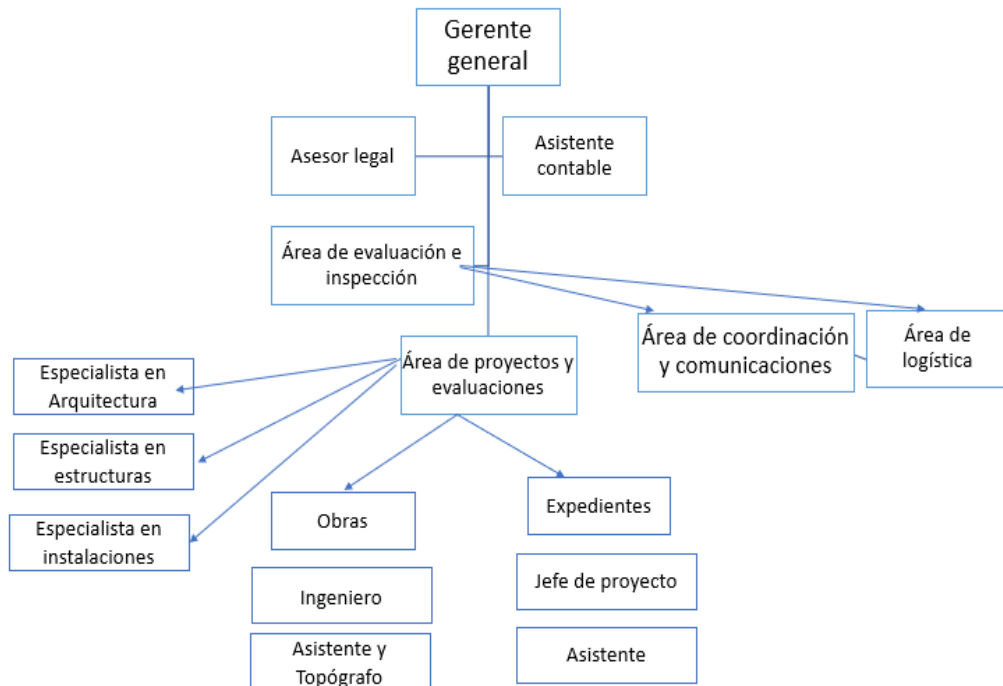 Gerente
general
Asesor legal
Asistente
contable
Área de evaluación e
inspección
Área de coordinación
y comunicaciones
Área de
logística
Área de proyectos y
evaluaciones
Especialista en
Arquitectura
Especialista en
estructuras
Especialista en
instalaciones
Obras
Expedientes
Ingeniero
Jefe de proyecto
Asistente y
Topógrafo
Asistente